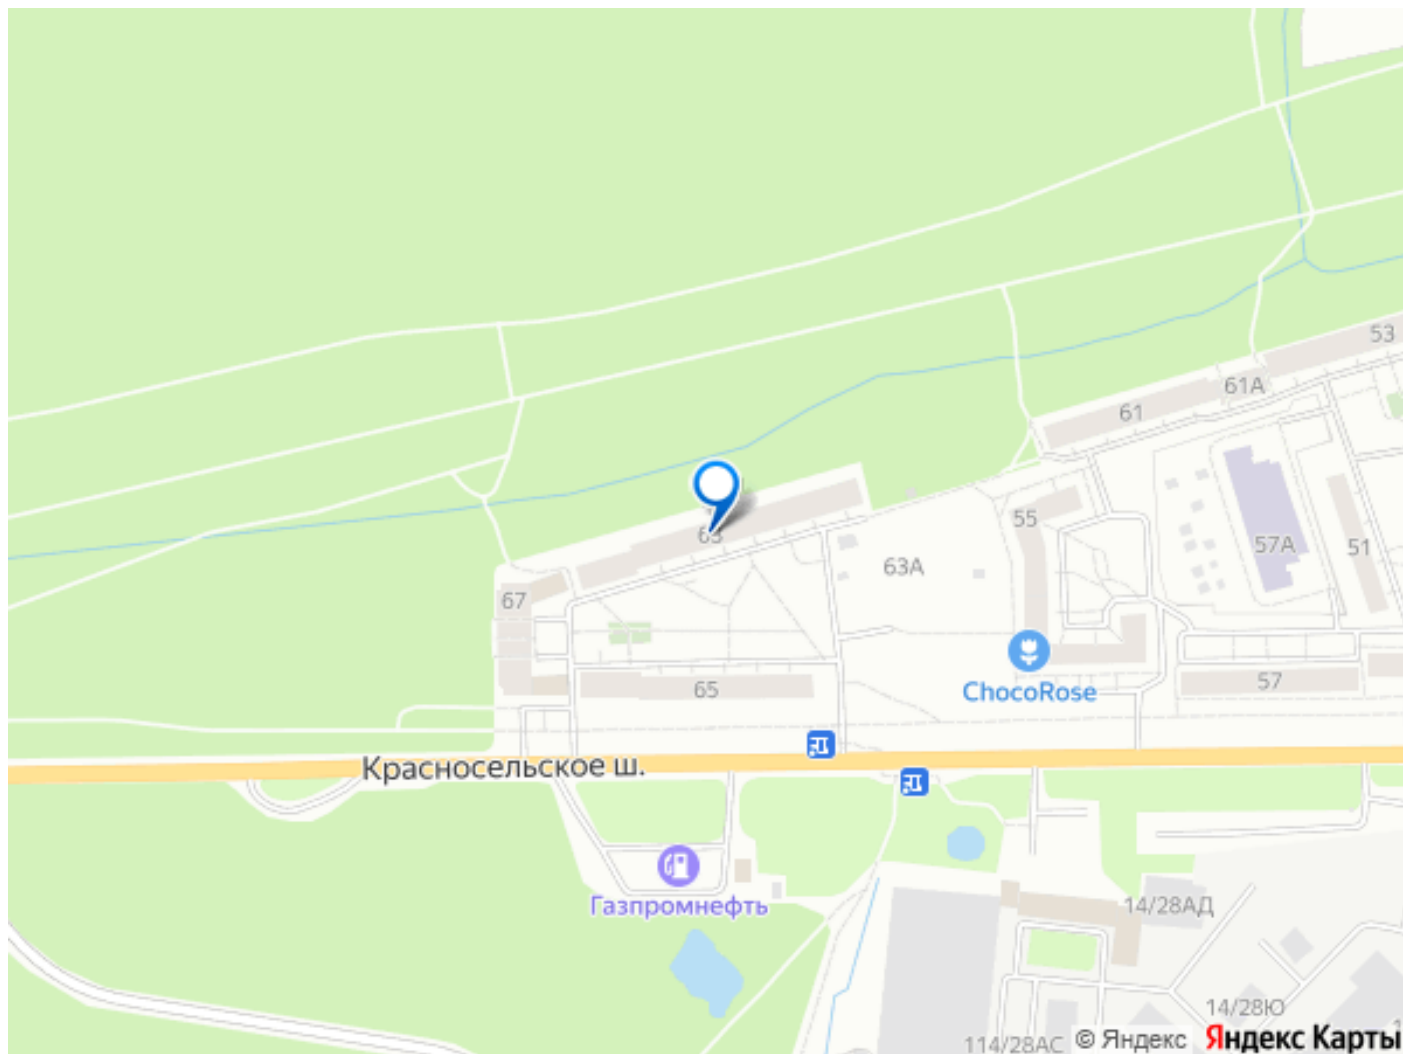 53
61А
61
55
57А
51
63
63А
67
65
ChocoRose
57
Красносельское ш.
Газпромнефть
14/28АД
14/28Ю
114/28АС
© Яндекс
Яндекс Карты